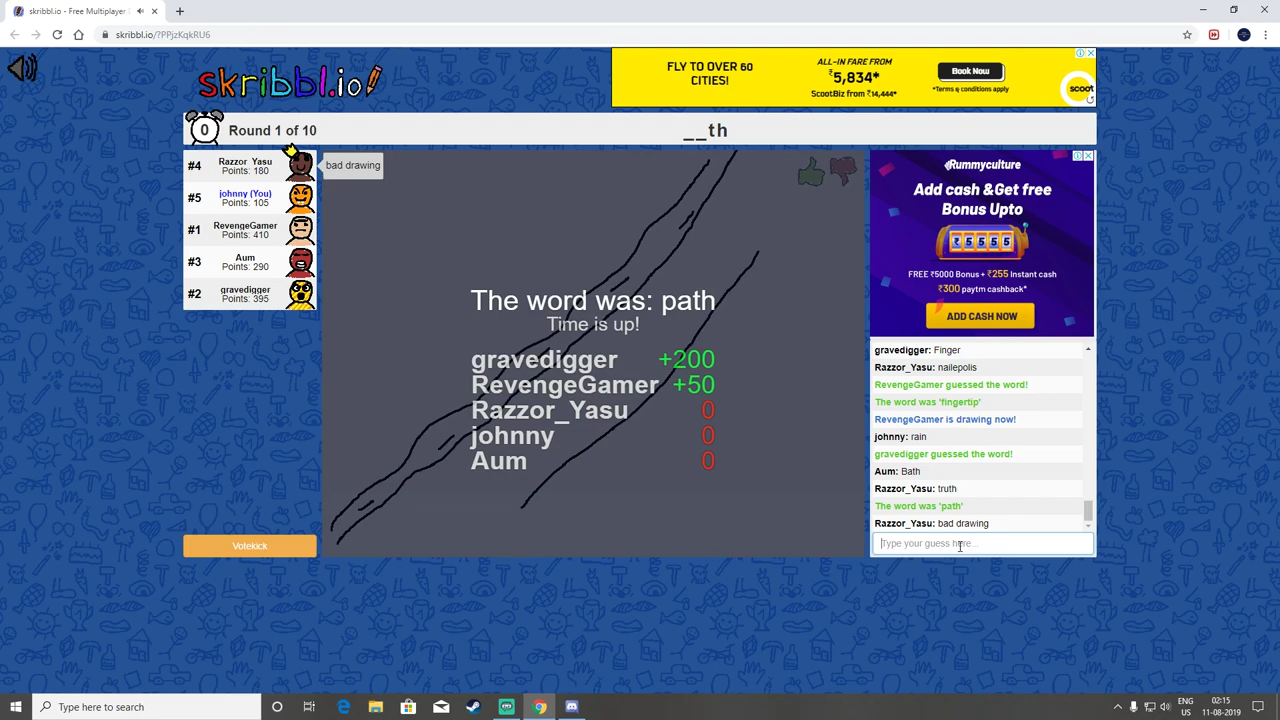 skribbl.io - Free Multiplayer
skribbl.io/?PPjzKqkRU6
skribbl.io
FLY TO OVER 60
CITIES!
ALL-IN FARE FROM
₹5,834*
ScootBiz from ₹14,444*
Book Now
*Terms & conditions apply
scoot
0
Round 1 of 10
__th
#4
Razzor_Yasu
Points: 180
#5
johnny (You)
Points: 105
#1
RevengeGamer
Points: 410
#3
Aum
Points: 290
#2
gravedigger
Points: 395
Votekick
bad drawing
The word was: path
Time is up!
gravedigger +200
RevengeGamer +50
Razzor_Yasu 0
johnny 0
Aum 0
Rummyculture
Add cash &Get free
Bonus Upto
₹ 5 5 5 5
FREE ₹5000 Bonus + ₹255 Instant cash
₹300 paytm cashback*
ADD CASH NOW
gravedigger: Finger
Razzor_Yasu: nailepolis
RevengeGamer guessed the word!
The word was 'fingertip'
RevengeGamer is drawing now!
johnny: rain
gravedigger guessed the word!
Aum: Bath
Razzor_Yasu: truth
The word was 'path'
Razzor_Yasu: bad drawing
Type your guess here...
Type here to search
ENG
IN
02:15
11-08-2019